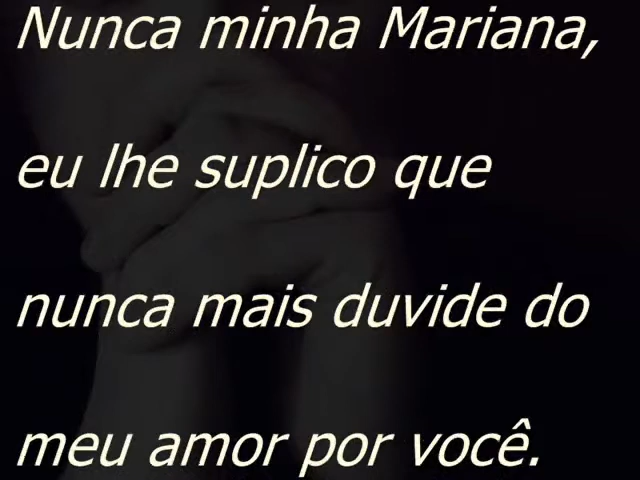 Nunca minha Mariana,
eu lhe suplico que
nunca mais duvide do
meu amor por você.